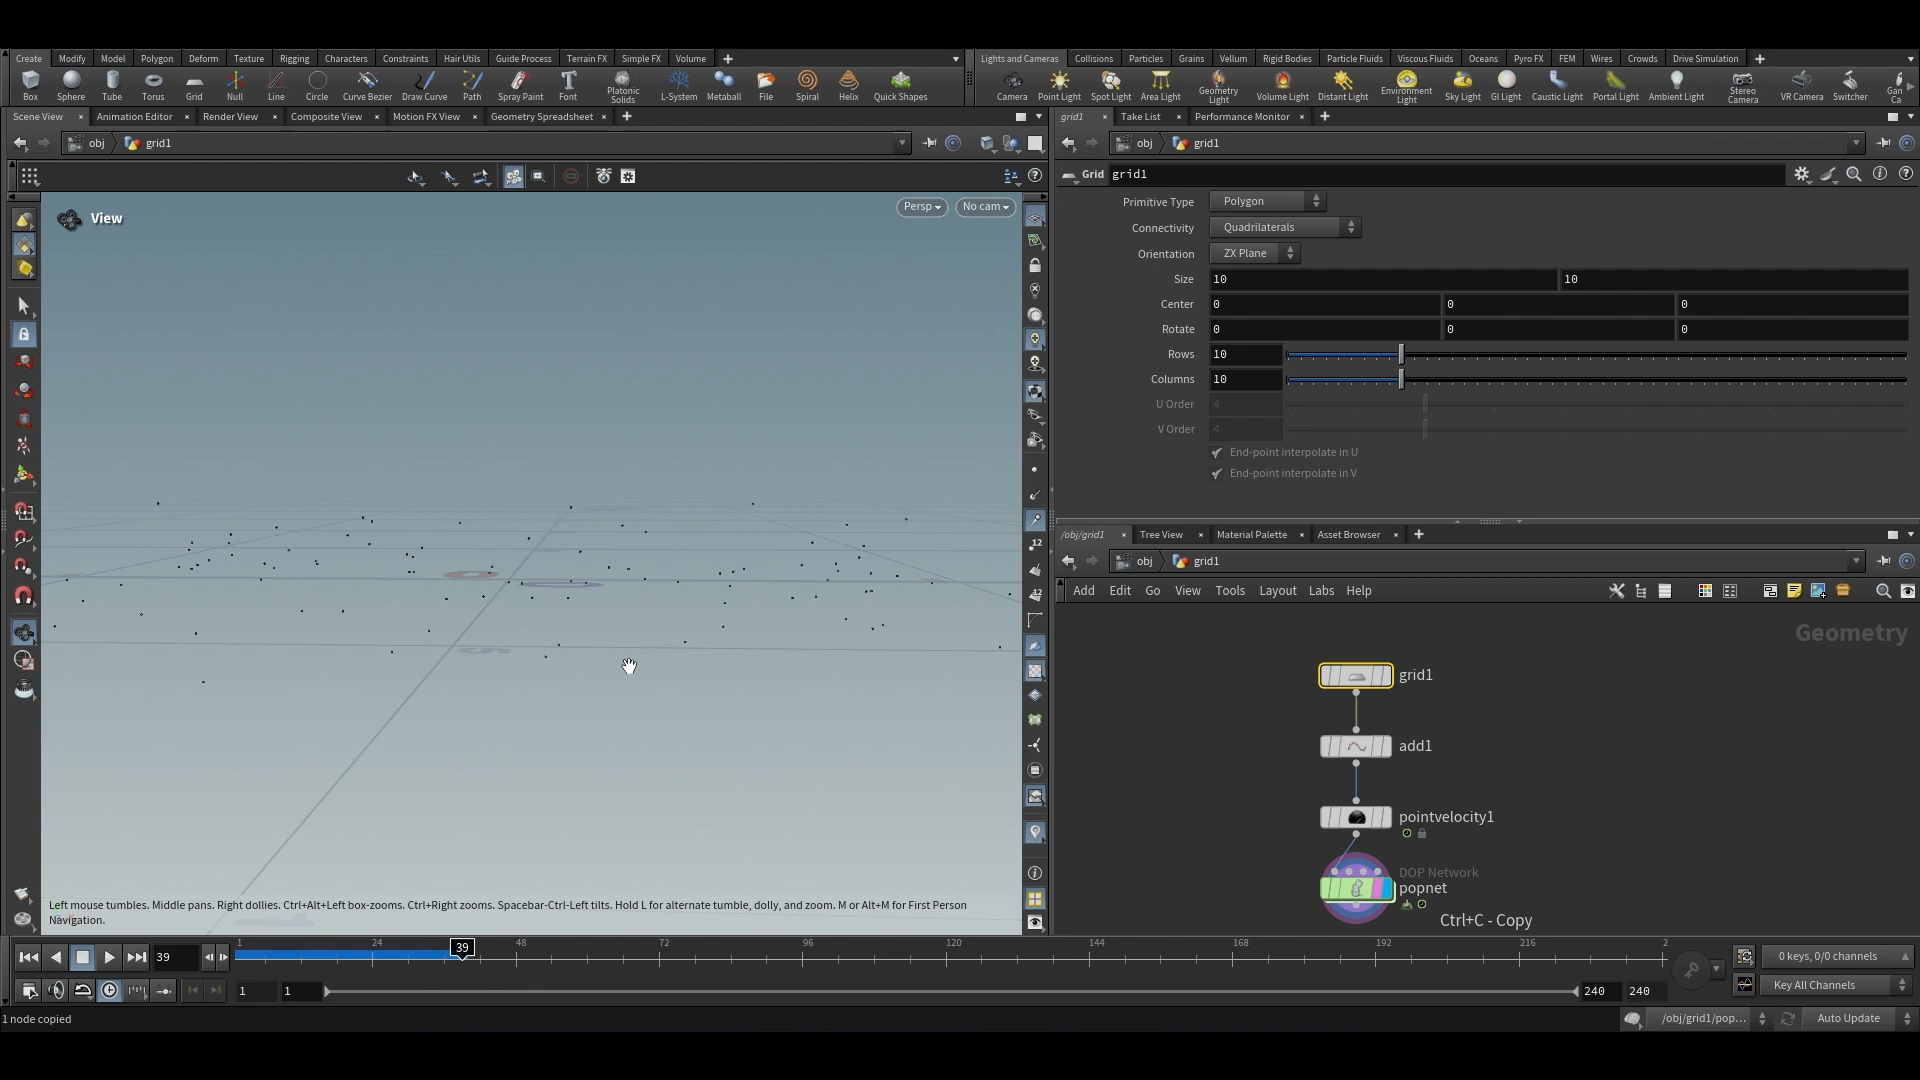 Create Modify Model Polygon Deform Texture Rigging Characters Constraints Hair Utils Guide Process Terrain FX Simple FX Volume
Lights and Cameras Collisions Particles Grains Vellum Rigid Bodies Particle Fluids Viscous Fluids Oceans Pyro FX FEM Wires Crowds Drive Simulation
Box Sphere Tube Torus Grid Null Line Circle Curve Bezier Draw Curve Path Spray Paint Font Platonic Solids L-System Metaball File Spiral Helix Quick Shapes
Camera Point Light Spot Light Area Light Geometry Light Volume Light Distant Light Environment Light Sky Light GI Light Caustic Light Portal Light Ambient Light Stereo Camera VR Camera Switcher Gan Ca
Scene View Animation Editor Render View Composite View Motion FX View Geometry Spreadsheet
grid1 Take List Performance Monitor
obj grid1
obj grid1
View
Persp No cam
Grid grid1
Primitive Type Polygon
Connectivity Quadrilaterals
Orientation ZX Plane
Size 10 10
Center 0 0 0
Rotate 0 0 0
Rows 10
Columns 10
U Order 4
V Order 4
End-point interpolate in U
End-point interpolate in V
/obj/grid1 Tree View Material Palette Asset Browser
obj grid1
Add Edit Go View Tools Layout Labs Help
Geometry
grid1
add1
pointvelocity1
DOP Network
popnet
Ctrl+C - Copy
5
12
12
Left mouse tumbles. Middle pans. Right dollies. Ctrl+Alt+Left box-zooms. Ctrl+Right zooms. Spacebar-Ctrl-Left tilts. Hold L for alternate tumble, dolly, and zoom. M or Alt+M for First Person
Navigation.
39
1 24 39 48 72 96 120 144 168 192 216 2
0 keys, 0/0 channels
1 1 240 240
Key All Channels
1 node copied
/obj/grid1/pop...
Auto Update